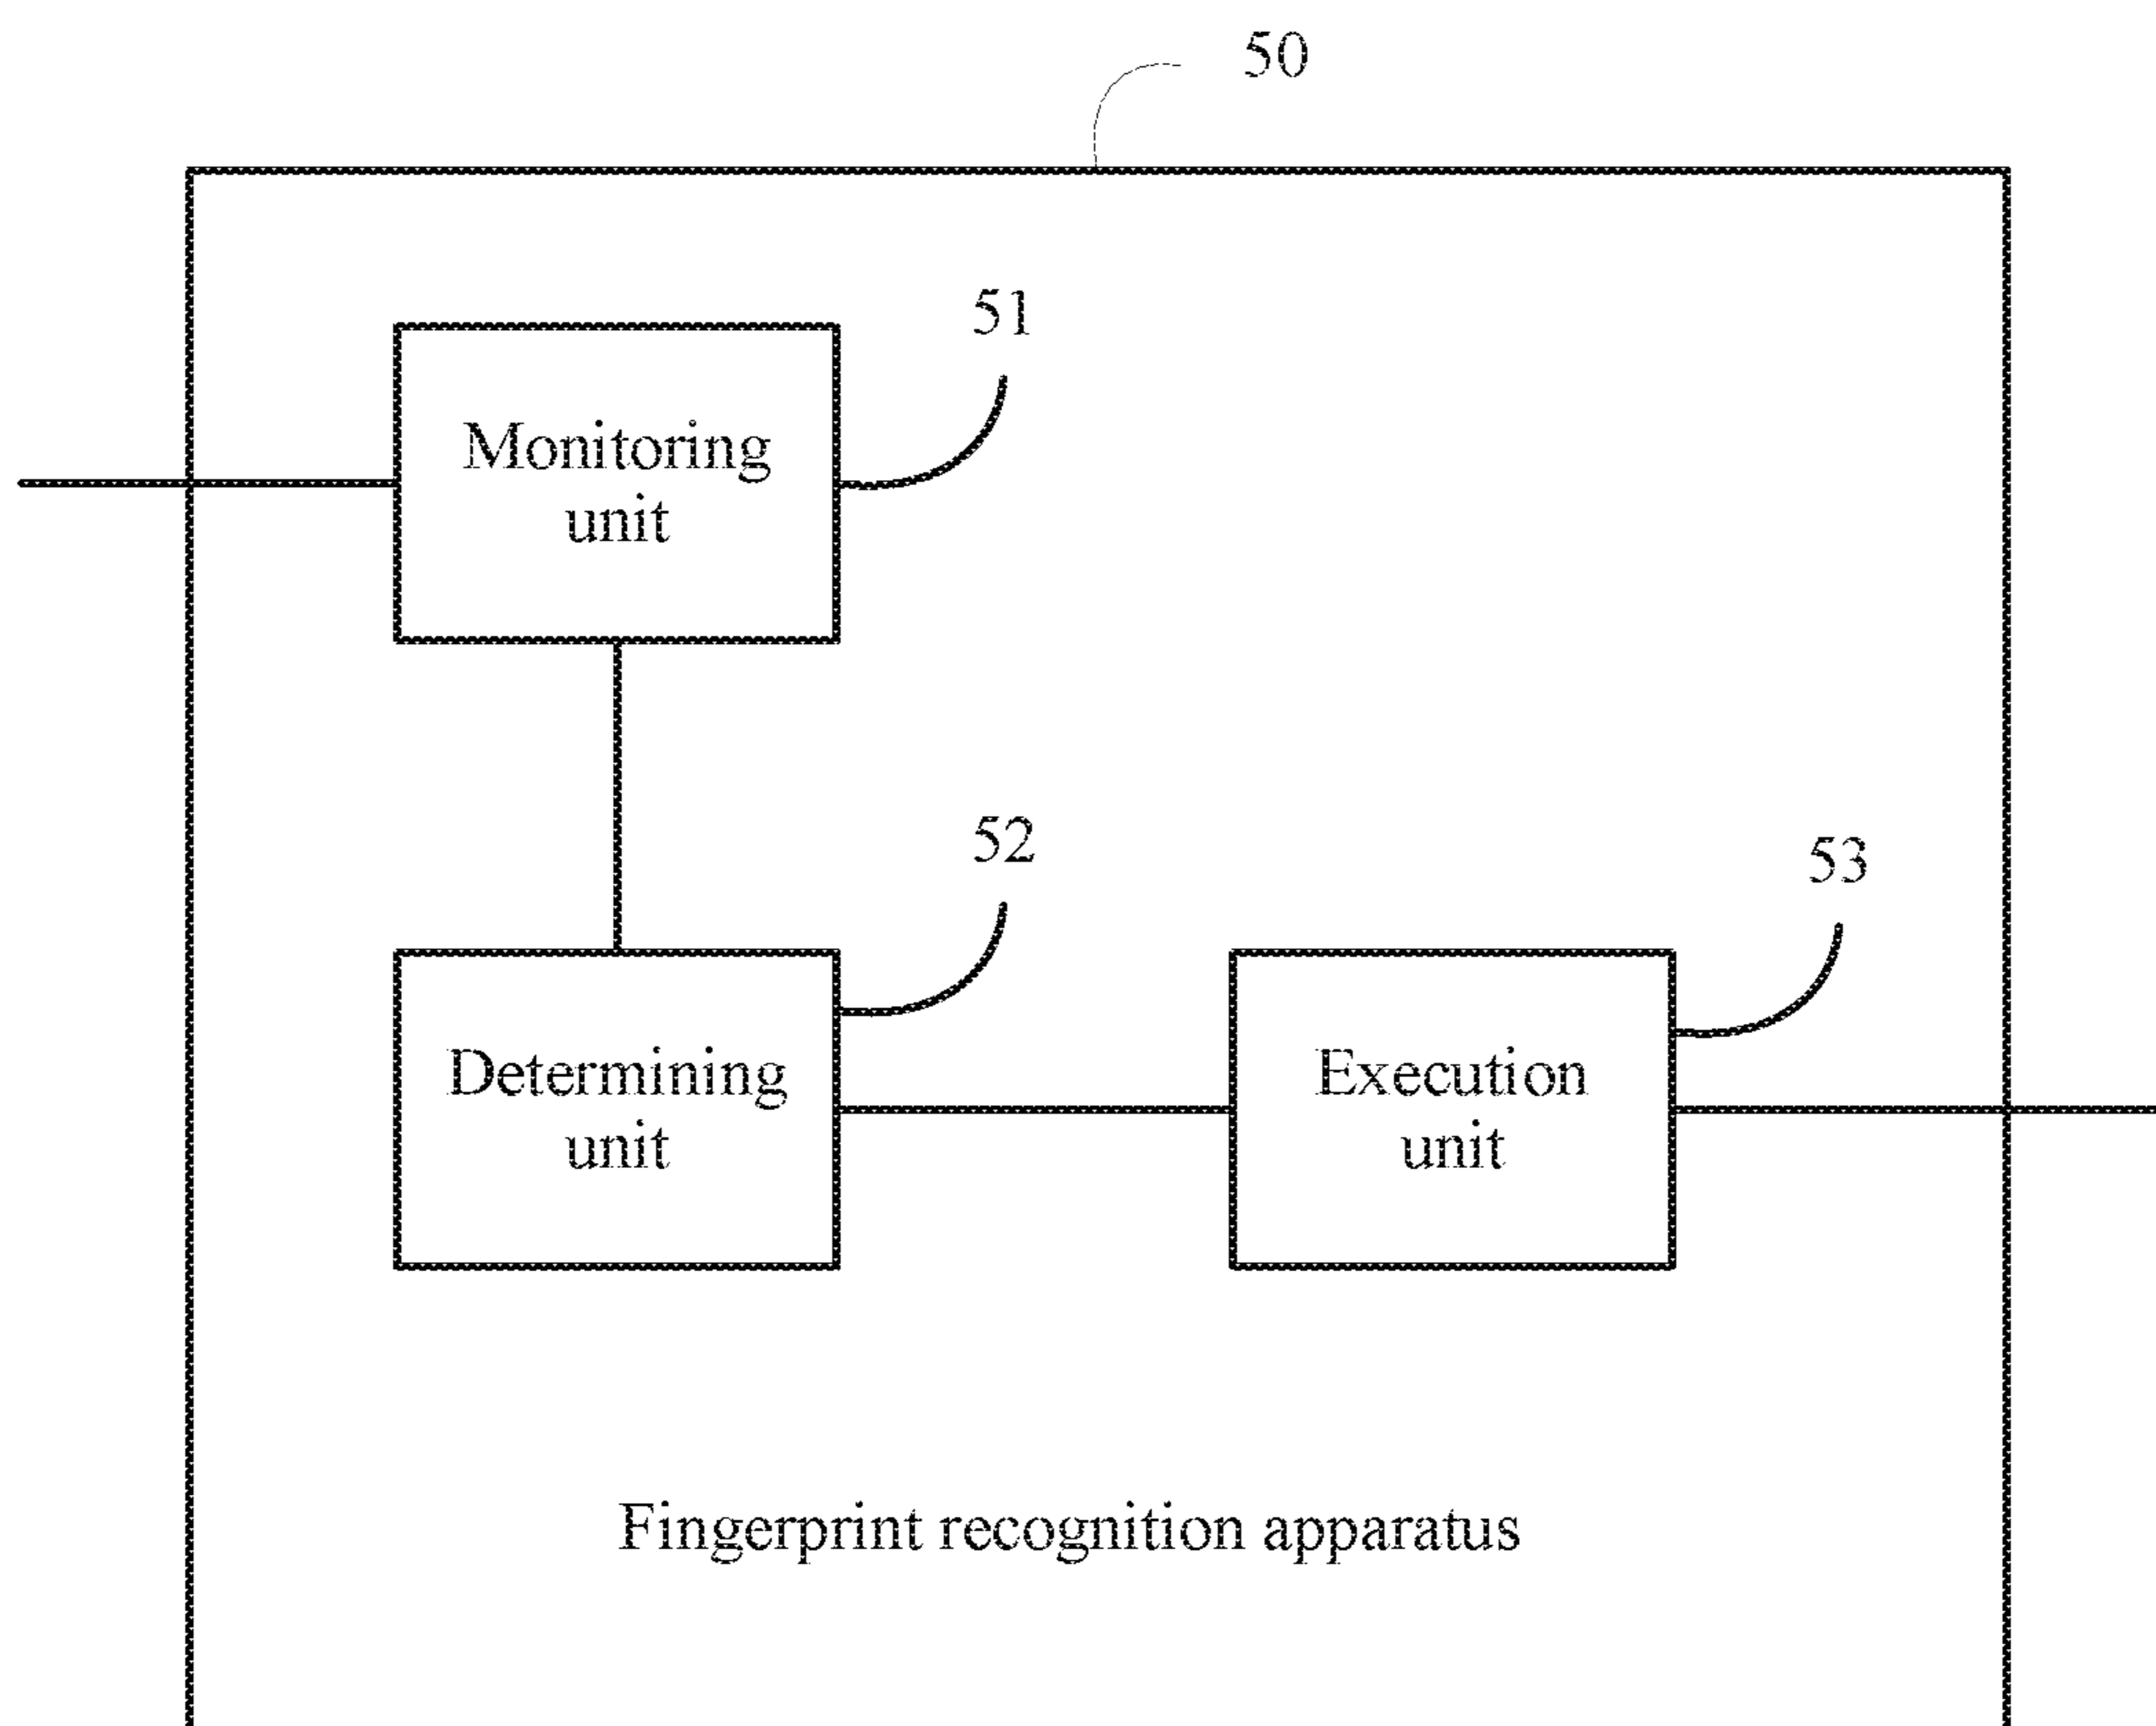 50
51
Monitoring
unit
52
53
Determining
unit
Execution
unit
Fingerprint recognition apparatus